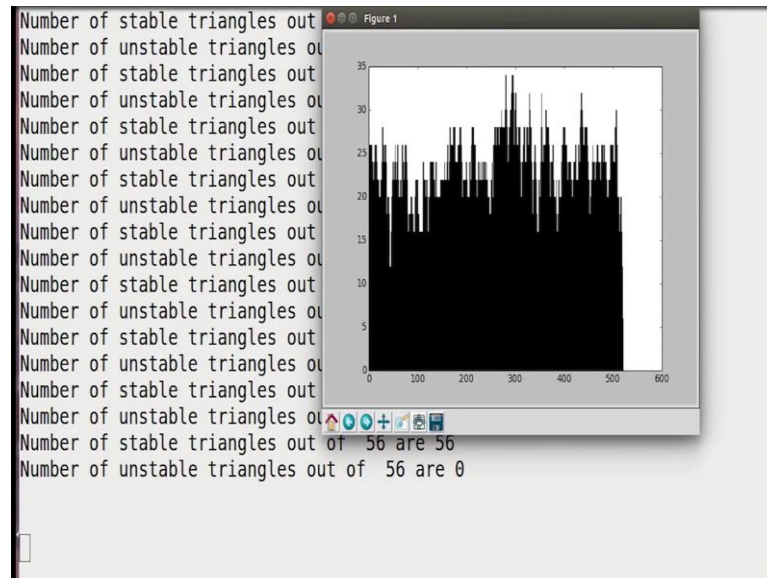 Number of stable triangles out
Number of unstable triangles ou
Number of stable triangles out
Number of unstable triangles ou
Number of stable triangles out
Number of unstable triangles ou
Number of stable triangles out
Number of unstable triangles ou
Number of stable triangles out
Number of unstable triangles ou
Number of stable triangles out
Number of unstable triangles ou
Number of stable triangles out
Number of unstable triangles ou
Number of stable triangles out
Number of unstable triangles ou
Number of stable triangles out of  56 are 56
Number of unstable triangles out of  56 are 0
Figure 1
35
30
25
20
15
10
5
0
0 100 200 300 400 500 600